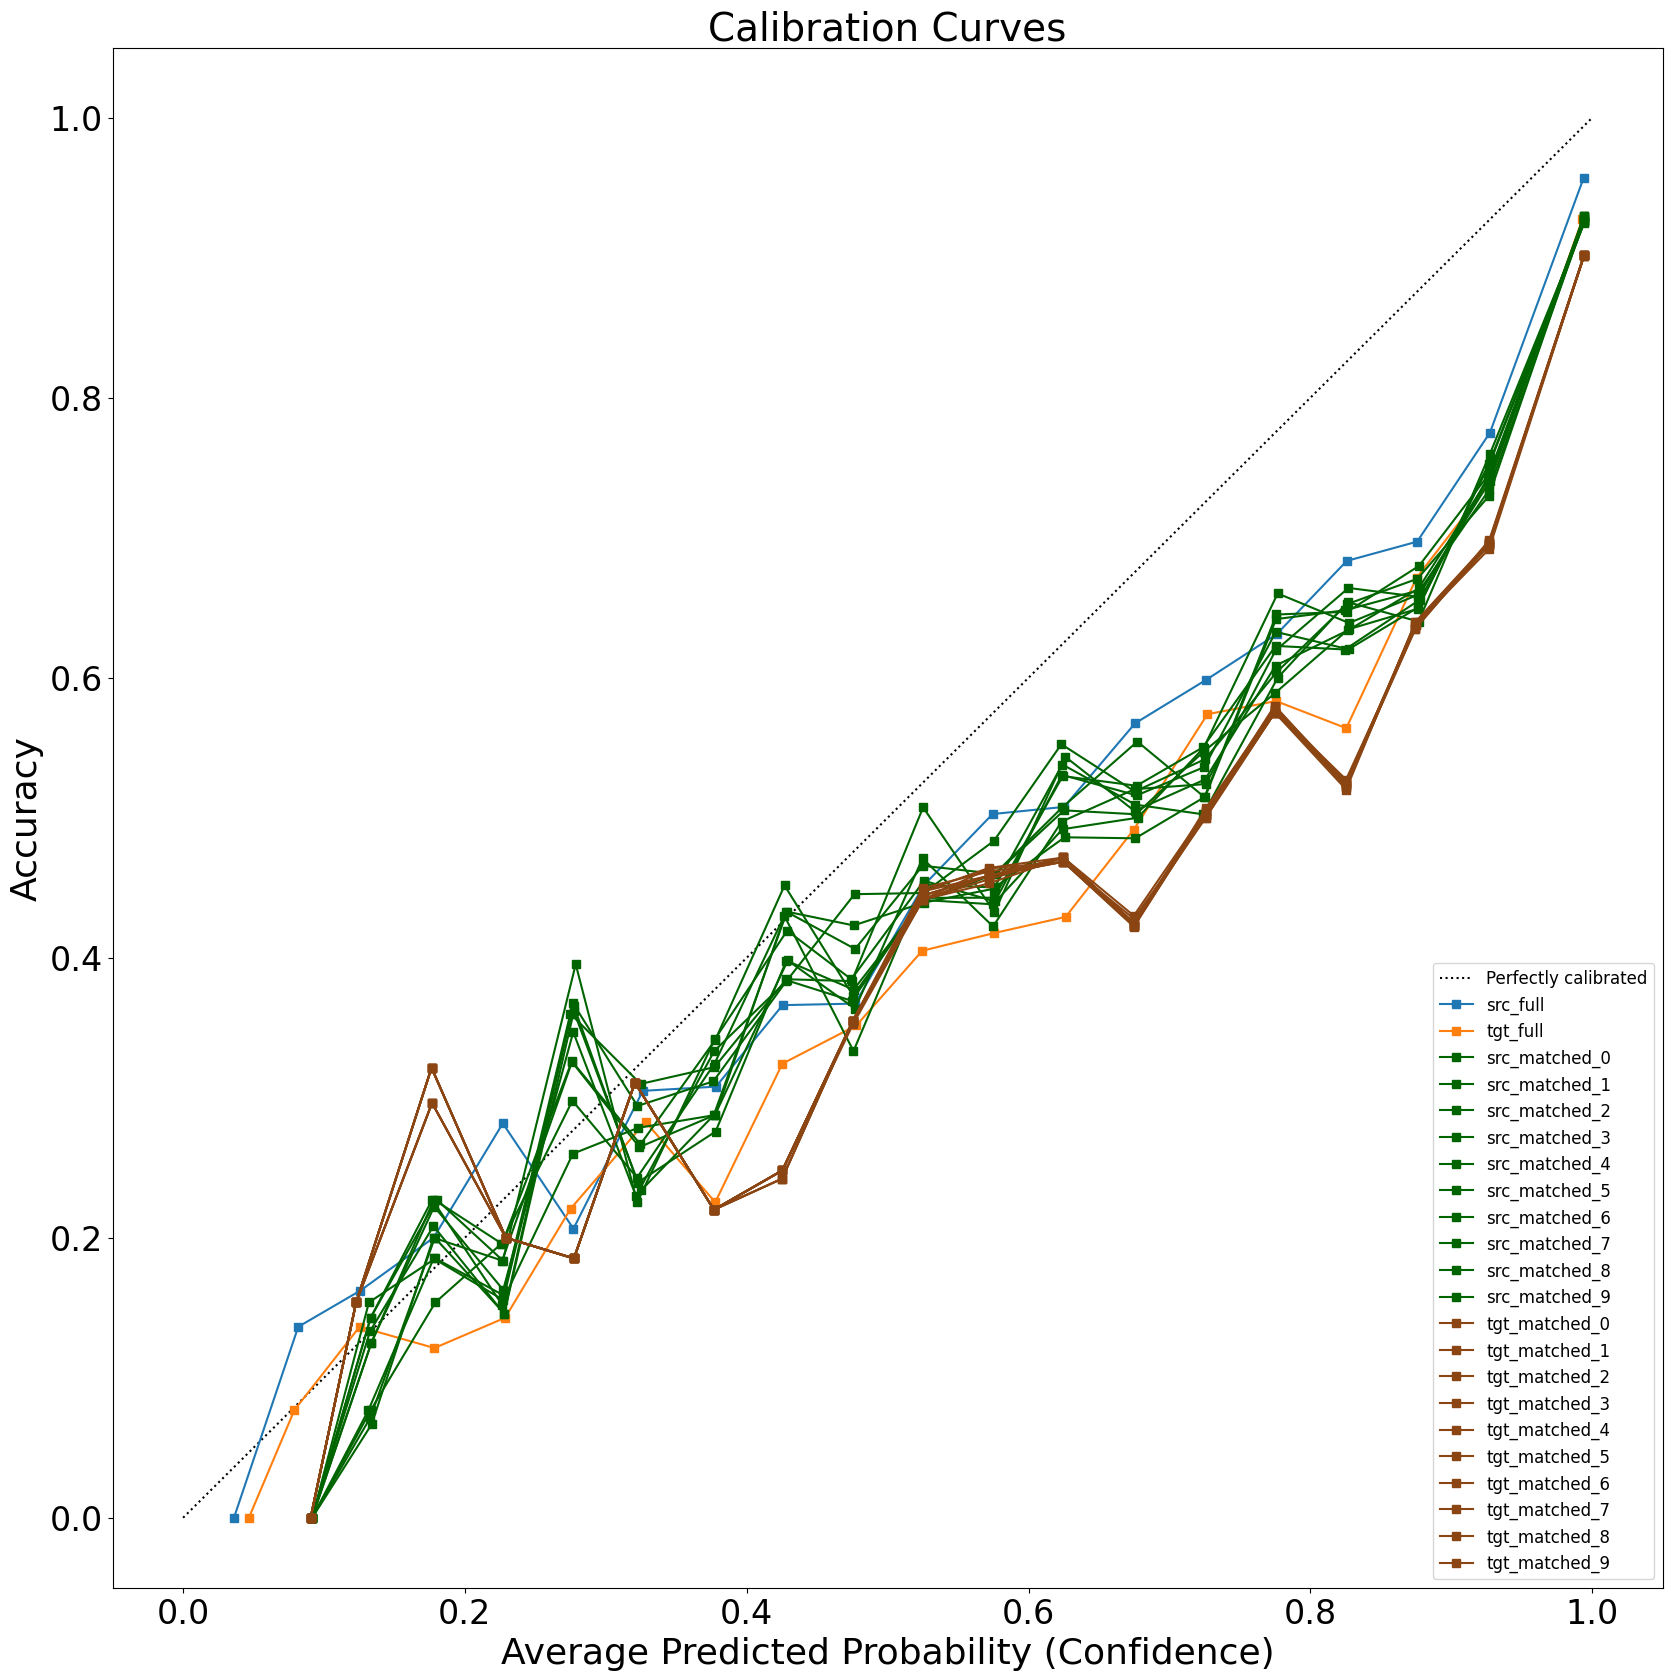 Calibration Curves
1.0
0.8
0.6
0.4
0.2
0.0
Accuracy
0.0 0.2 0.4 0.6 0.8 1.0
Average Predicted Probability (Confidence)
Perfectly calibrated
src_full
tgt_full
src_matched_0
src_matched_1
src_matched_2
src_matched_3
src_matched_4
src_matched_5
src_matched_6
src_matched_7
src_matched_8
src_matched_9
tgt_matched_0
tgt_matched_1
tgt_matched_2
tgt_matched_3
tgt_matched_4
tgt_matched_5
tgt_matched_6
tgt_matched_7
tgt_matched_8
tgt_matched_9